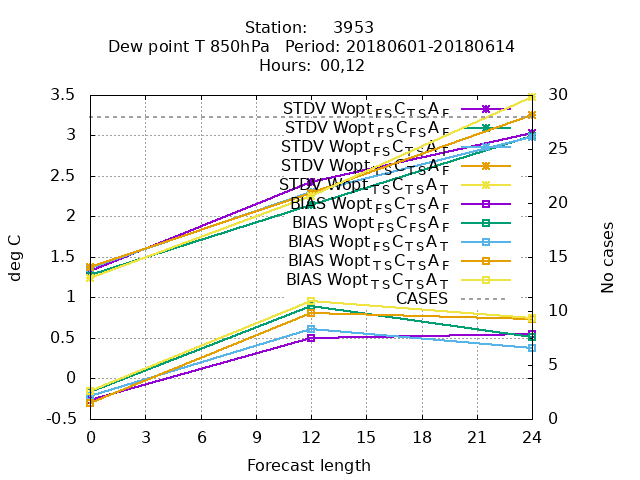 Station: 3953
Dew point T 850hPa Period: 20180601-20180614
Hours: 00,12
3.5 30
STDV Wopt FS C TS A F
STDV Wopt FS C FS A F
3 25
STDV Wopt FS C TS A T
STDV Wopt TS C TS A F
2.5 STDV Wopt TS C TS A T
BIAS Wopt FS C TS A F 20
2 BIAS Wopt FS C FS A F
BIAS Wopt FS C TS A T
1.5 BIAS Wopt TS C TS A F 15
BIAS Wopt TS C TS A T
1 CASES
10
0.5
5
0
-0.5 0
deg C
No cases
0 3 6 9 12 15 18 21 24
Forecast length